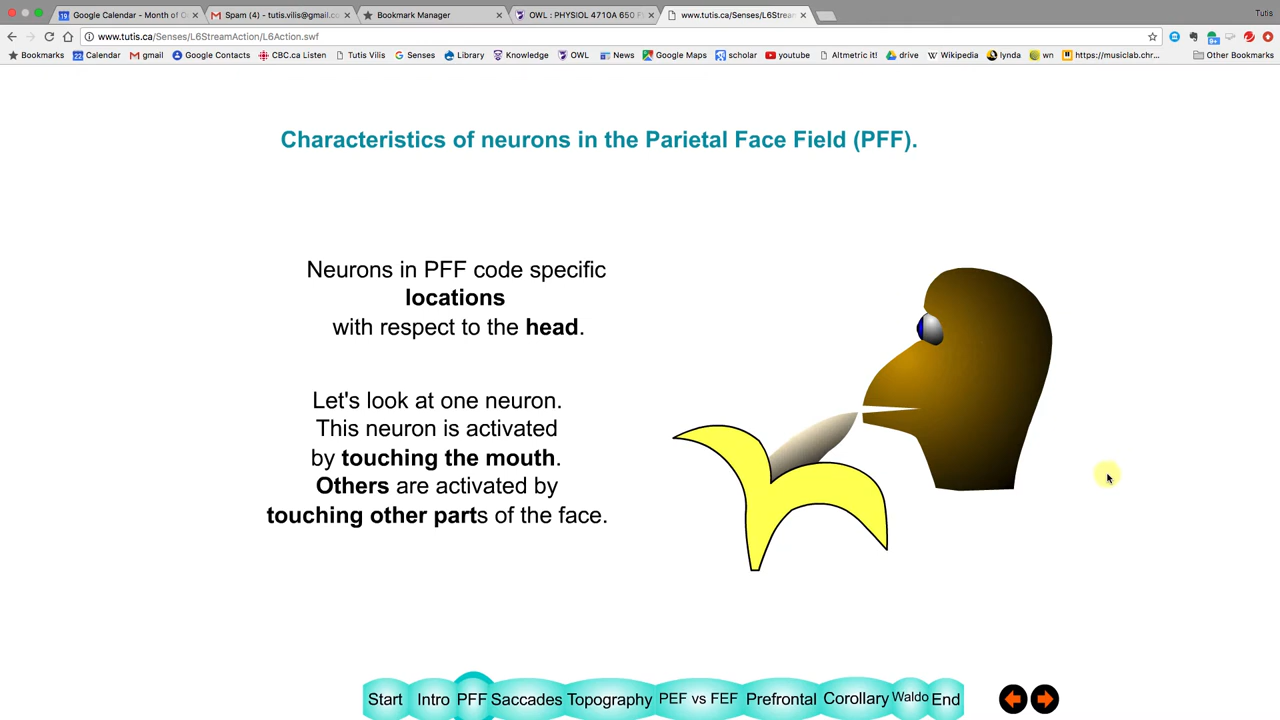 Google Calendar - Month of O
Spam (4) - tutis.vilis@gmail.co
Bookmark Manager
OWL : PHYSIOL 4710A 650 F
www.tutis.ca/Senses/L6Strea
Tutis
www.tutis.ca/Senses/L6StreamAction/L6Action.swf
Bookmarks
Calendar
gmail
Google Contacts
CBC.ca Listen
Tutis Vilis
Senses
Library
Knowledge
OWL
News
Google Maps
scholar
youtube
Altmetric it!
drive
Wikipedia
lynda
wn
https://musiclab.chr...
Other Bookmarks
Characteristics of neurons in the Parietal Face Field (PFF).
Neurons in PFF code specific
locations
with respect to the head.
Let's look at one neuron.
This neuron is activated
by touching the mouth.
Others are activated by
touching other parts of the face.
Start
Intro
PFF
Saccades
Topography
PEF vs FEF
Prefrontal
Corollary
Waldo
End